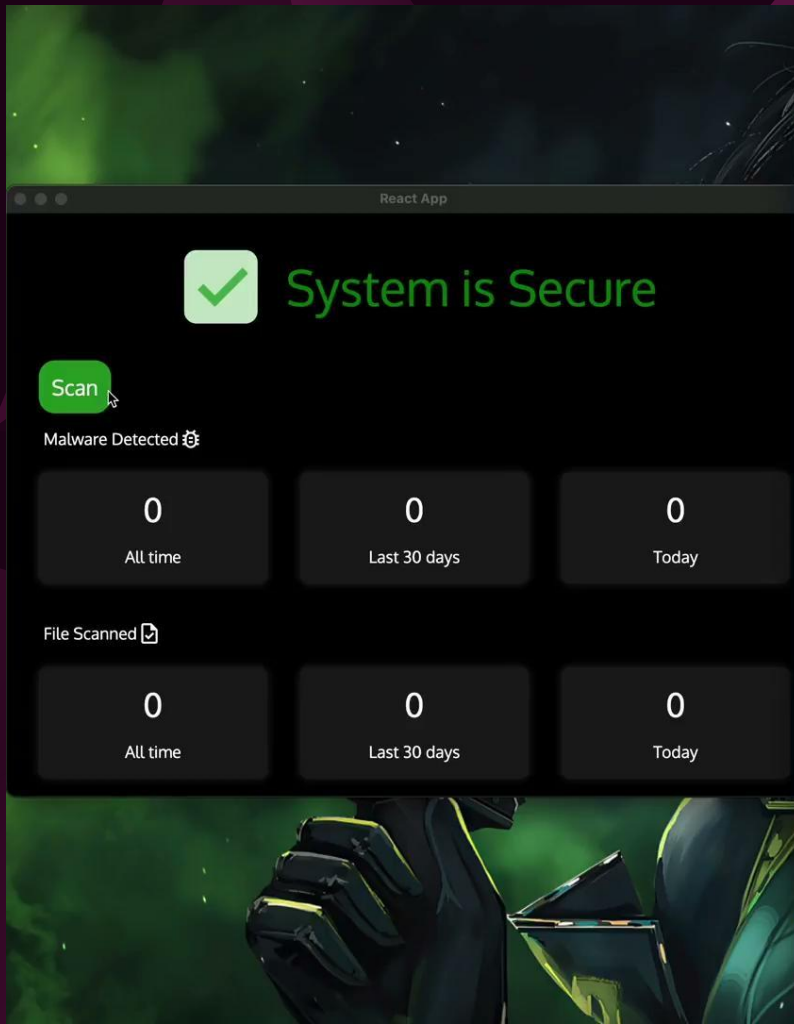 React App
System is Secure
Scan
Malware Detected
0 0 0
All time Last 30 days Today
File Scanned
0 0 0
All time Last 30 days Today